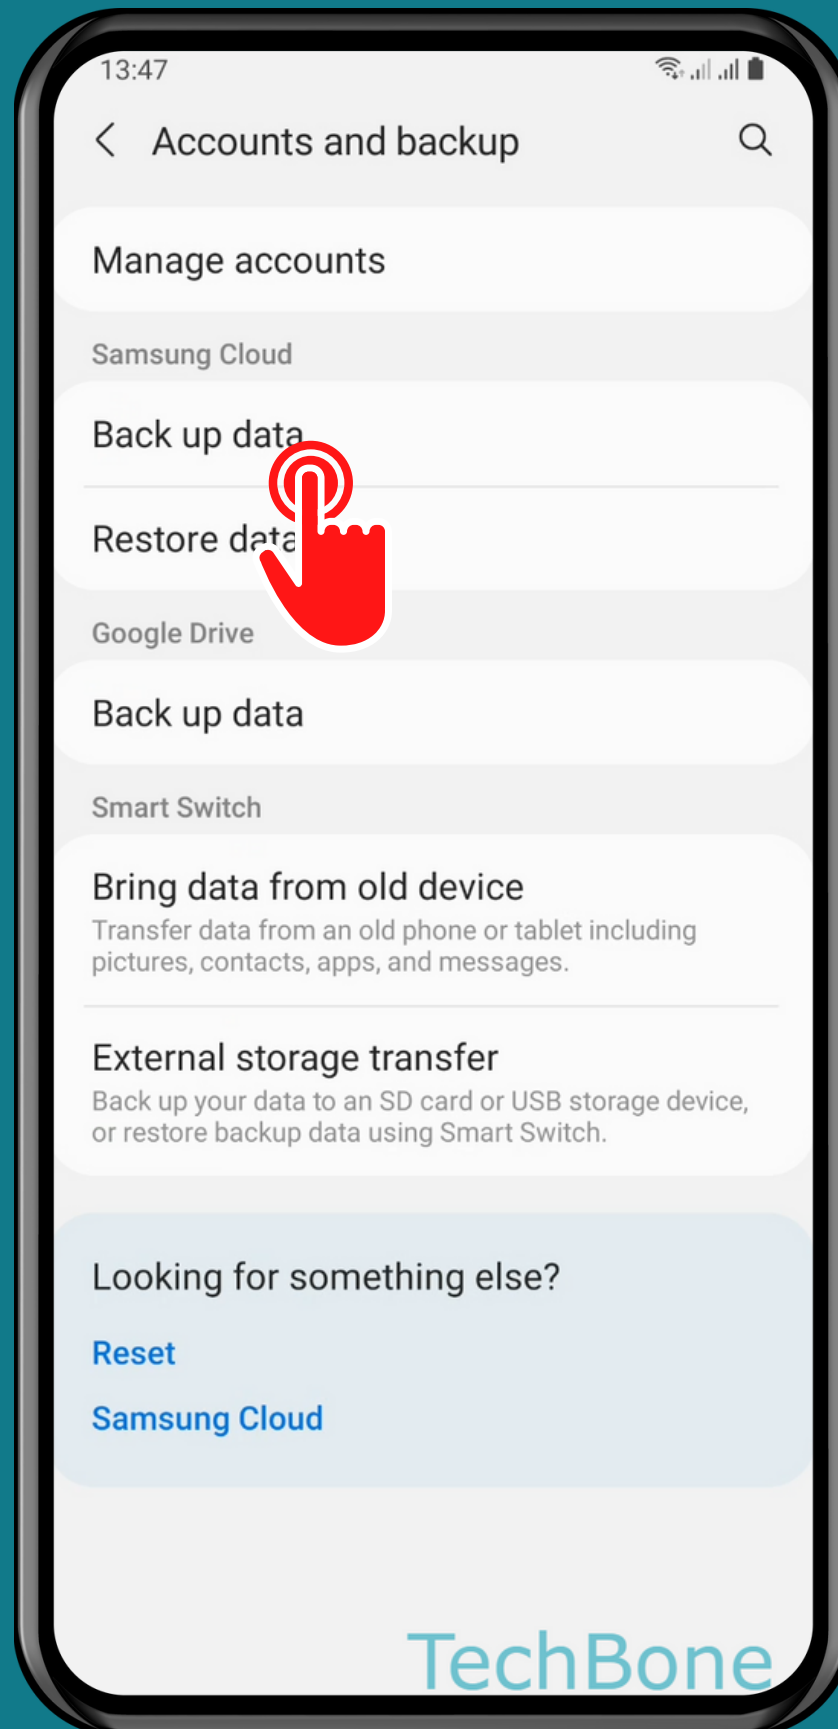 13:47
Accounts and backup
Manage accounts
Samsung Cloud
Back up data
Restore data
Google Drive
Back up data
Smart Switch
Bring data from old device
Transfer data from an old phone or tablet including
pictures, contacts, apps, and messages.
External storage transfer
Back up your data to an SD card or USB storage device,
or restore backup data using Smart Switch.
Looking for something else?
Reset
Samsung Cloud
TechBone